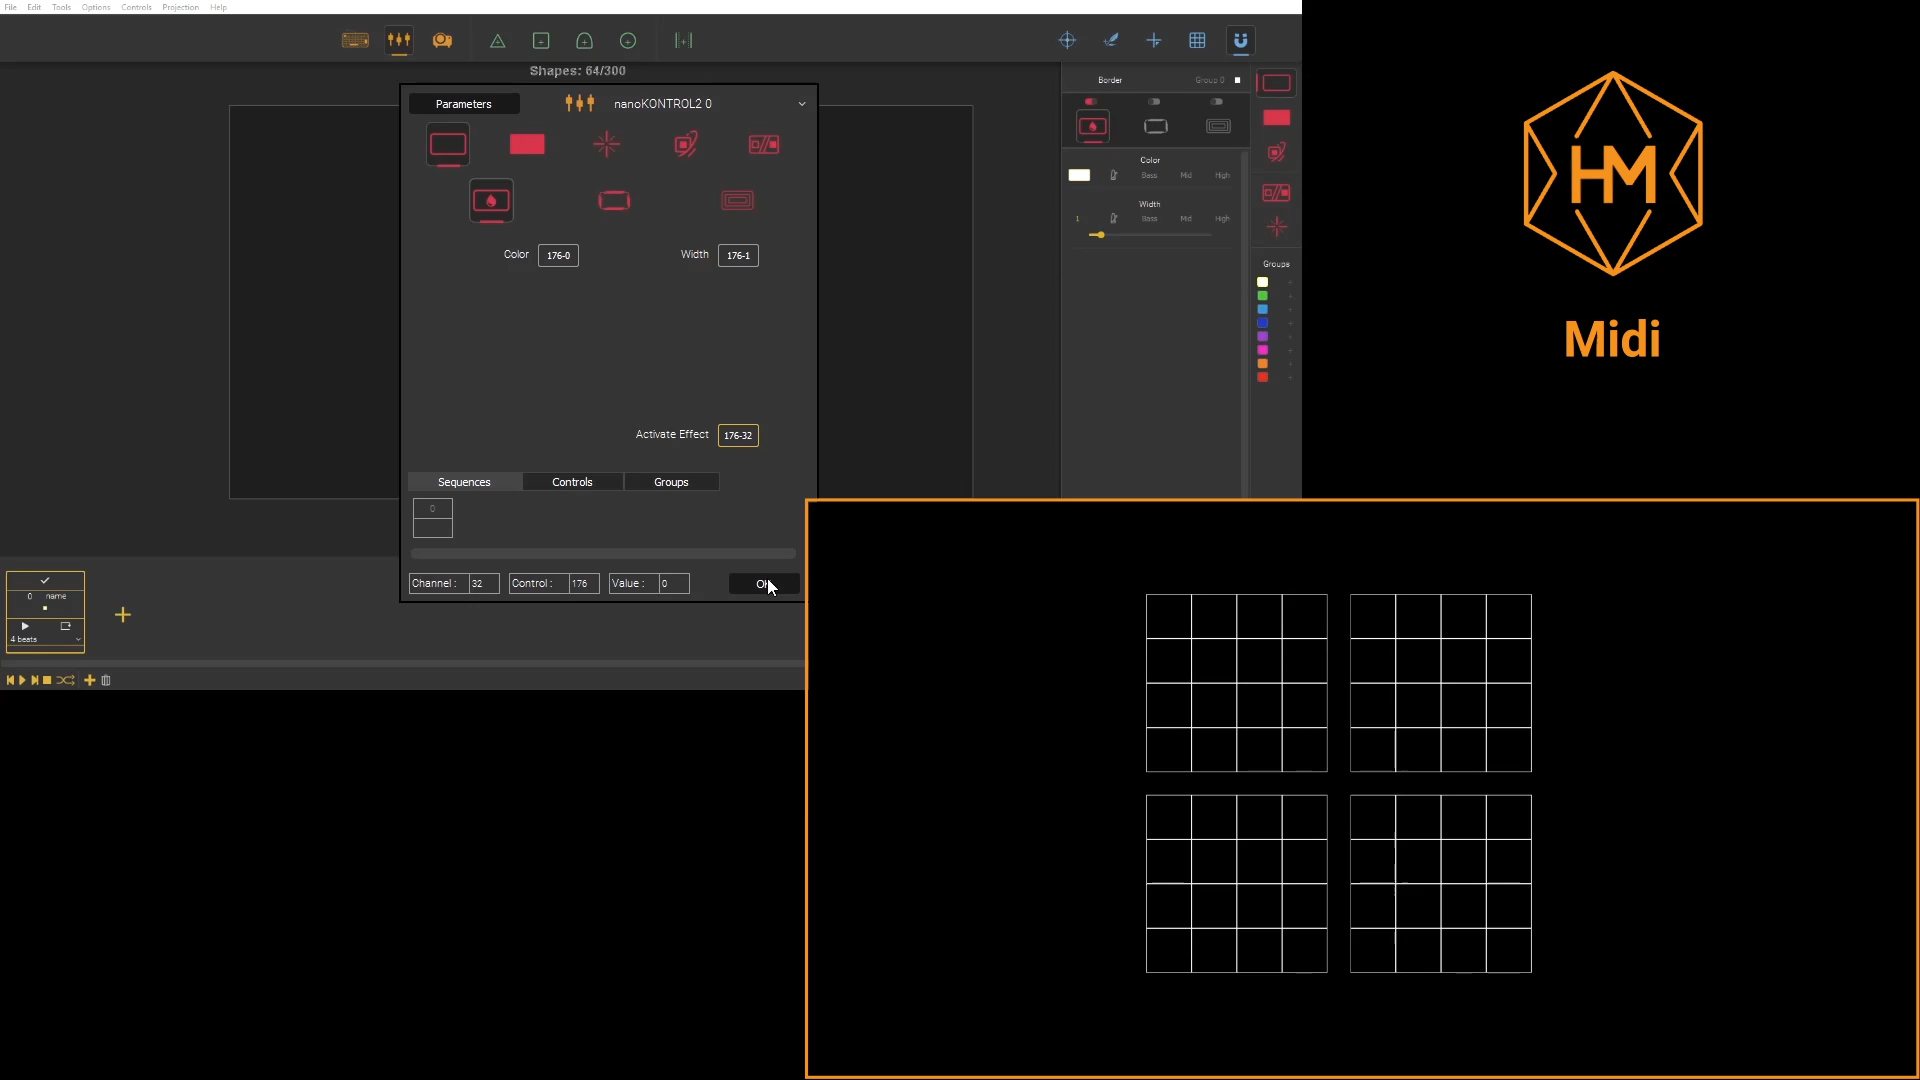 File Edit Tools Options Controls Projection Help
Shapes: 64/300
Parameters
nanoKONTROL2 0
Color 176-0
Width 176-1
Activate Effect 176-32
Sequences Controls Groups
0
Channel : 32 Control : 176 Value : 0 OK
Border Group 0
Color
Bass Mid High
Width
1 Bass Mid High
Groups
0 name
4 beats
HM
Midi